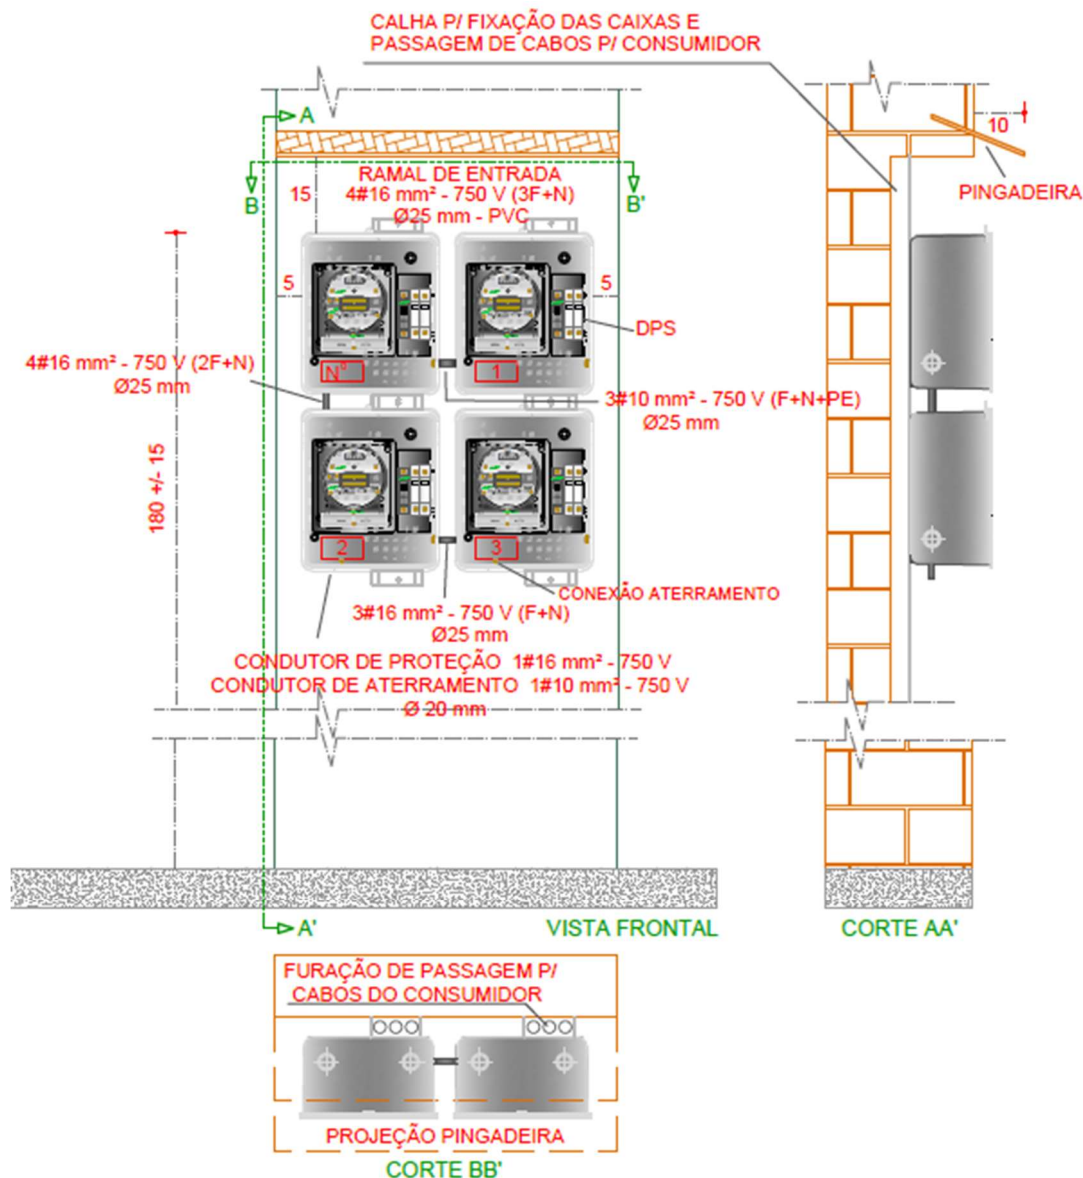 CALHA P/ FIXAÇÃO DAS CAIXAS E
PASSAGEM DE CABOS P/ CONSUMIDOR
A
10
PINGADEIRA
RAMAL DE ENTRADA
4#16 mm² - 750 V (3F+N)
Ø25 mm - PVC
B
15
B'
5
5
DPS
4#16 mm² - 750 V (2F+N)
Ø25 mm
Nº
1
3#10 mm² - 750 V (F+N+PE)
Ø25 mm
180 +/- 15
2
3
CONEXÃO ATERRAMENTO
3#16 mm² - 750 V (F+N)
Ø25 mm
CONDUTOR DE PROTEÇÃO 1#16 mm² - 750 V
CONDUTOR DE ATERRAMENTO 1#10 mm² - 750 V
Ø 20 mm
A'
VISTA FRONTAL
CORTE AA'
FURAÇÃO DE PASSAGEM P/
CABOS DO CONSUMIDOR
PROJEÇÃO PINGADEIRA
CORTE BB'